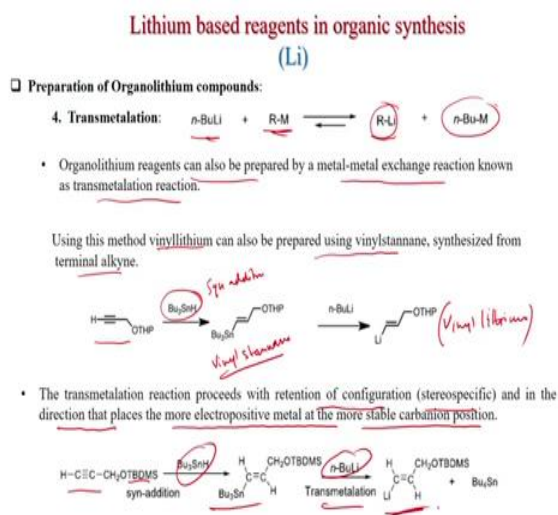 Lithium based reagents in organic synthesis
(Li)
❑ Preparation of Organolithium compounds:
4. Transmetalation: n-BuLi + R-M ⇌ R-Li + n-Bu-M
• Organolithium reagents can also be prepared by a metal-metal exchange reaction known
as transmetalation reaction.
Using this method vinyllithium can also be prepared using vinylstannane, synthesized from
terminal alkyne.
Syn addition
H OTHP Bu₃SnH Bu₃Sn OTHP n-BuLi Li OTHP (Vinyl lithium)
Vinyl stannane
• The transmetalation reaction proceeds with retention of configuration (stereospecific) and in the
direction that places the more electropositive metal at the more stable carbanion position.
H-C≡C-CH₂OTBDMS Bu₃SnH H CH₂OTBDMS n-BuLi H CH₂OTBDMS
C=C C=C + Bu₄Sn
syn-addition Bu₃Sn H Transmetalation Li H